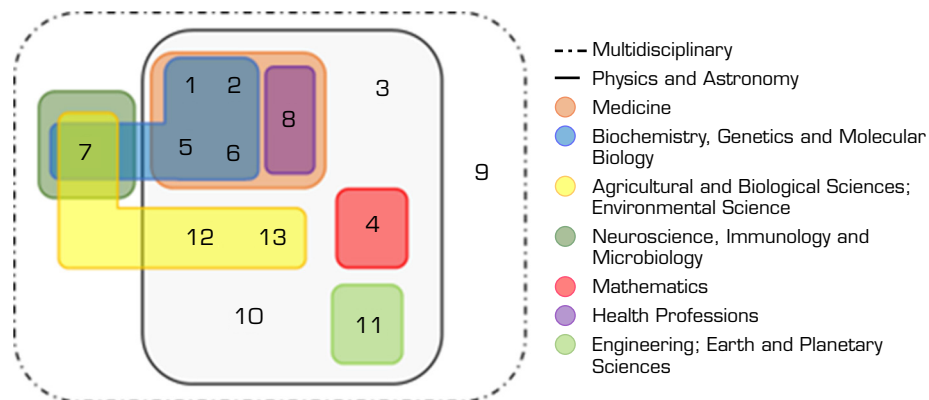 1 2 3
8
7 5 6
9
12 13 4
10 11
Multidisciplinary
Physics and Astronomy
Medicine
Biochemistry, Genetics and Molecular
Biology
Agricultural and Biological Sciences;
Environmental Science
Neuroscience, Immunology and
Microbiology
Mathematics
Health Professions
Engineering; Earth and Planetary
Sciences